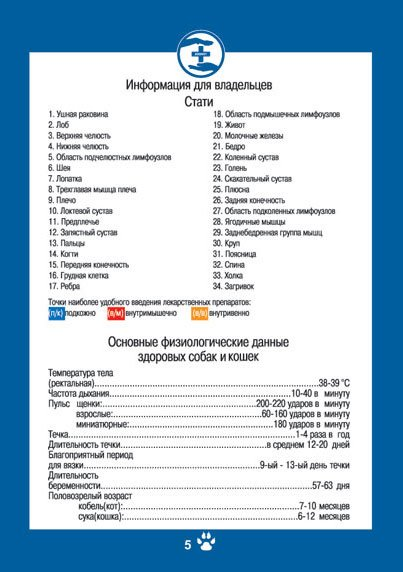 Информация для владельцев
Стати
1. Ушная раковина
2. Лоб
3. Верхняя челюсть
4. Нижняя челюсть
5. Область подчелюстных лимфоузлов
6. Шея
7. Лопатка
8. Трехглавая мышца плеча
9. Плечо
10. Локтевой сустав
11. Предплечье
12. Запястный сустав
13. Пальцы
14. Когти
15. Передняя конечность
16. Грудная клетка
17. Ребра
18. Область подмышечных лимфоузлов
19. Живот
20. Молочные железы
21. Бедро
22. Коленный сустав
23. Голень
24. Скакательный сустав
25. Плюсна
26. Задняя конечность
27. Область подколенных лимфоузлов
28. Ягодичные мышцы
29. Заднебедренная группа мышц
30. Круп
31. Поясница
32. Спина
33. Холка
34. Загривок
Точки наиболее удобного введения лекарственных препаратов:
(п/к) подкожно (в/м) внутримышечно (в/в) внутривенно
Основные физиологические данные
здоровых собак и кошек
Температура тела
(ректальная)...38-39 °С
Частота дыхания...10-40 в минуту
Пульс щенки:...200-220 ударов в минуту
взрослые:...60-160 ударов в минуту
миниатюрные:...180 ударов в минуту
Течка...1-4 раза в год
Длительность течки...в среднем 12-20 дней
Благоприятный период
для вязки...9-ый - 13-ый день течки
Длительность
беременности...57-63 дня
Половозрелый возраст
кобель(кот):...7-10 месяцев
сука(кошка):...6-12 месяцев
5